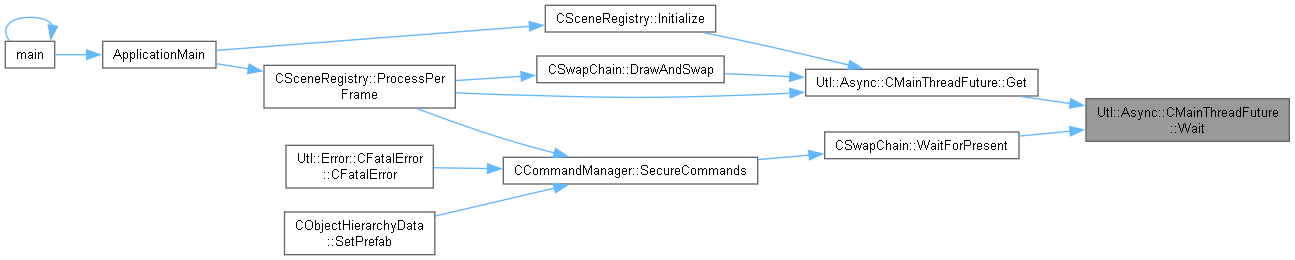 main
ApplicationMain
CSceneRegistry::Initialize
CSceneRegistry::ProcessPer
Frame
CSwapChain::DrawAndSwap
Utl::Async::CMainThreadFuture::Get
Utl::Async::CMainThreadFuture
::Wait
CSwapChain::WaitForPresent
Utl::Error::CFatalError
::CFatalError
CCommandManager::SecureCommands
CObjectHierarchyData
::SetPrefab